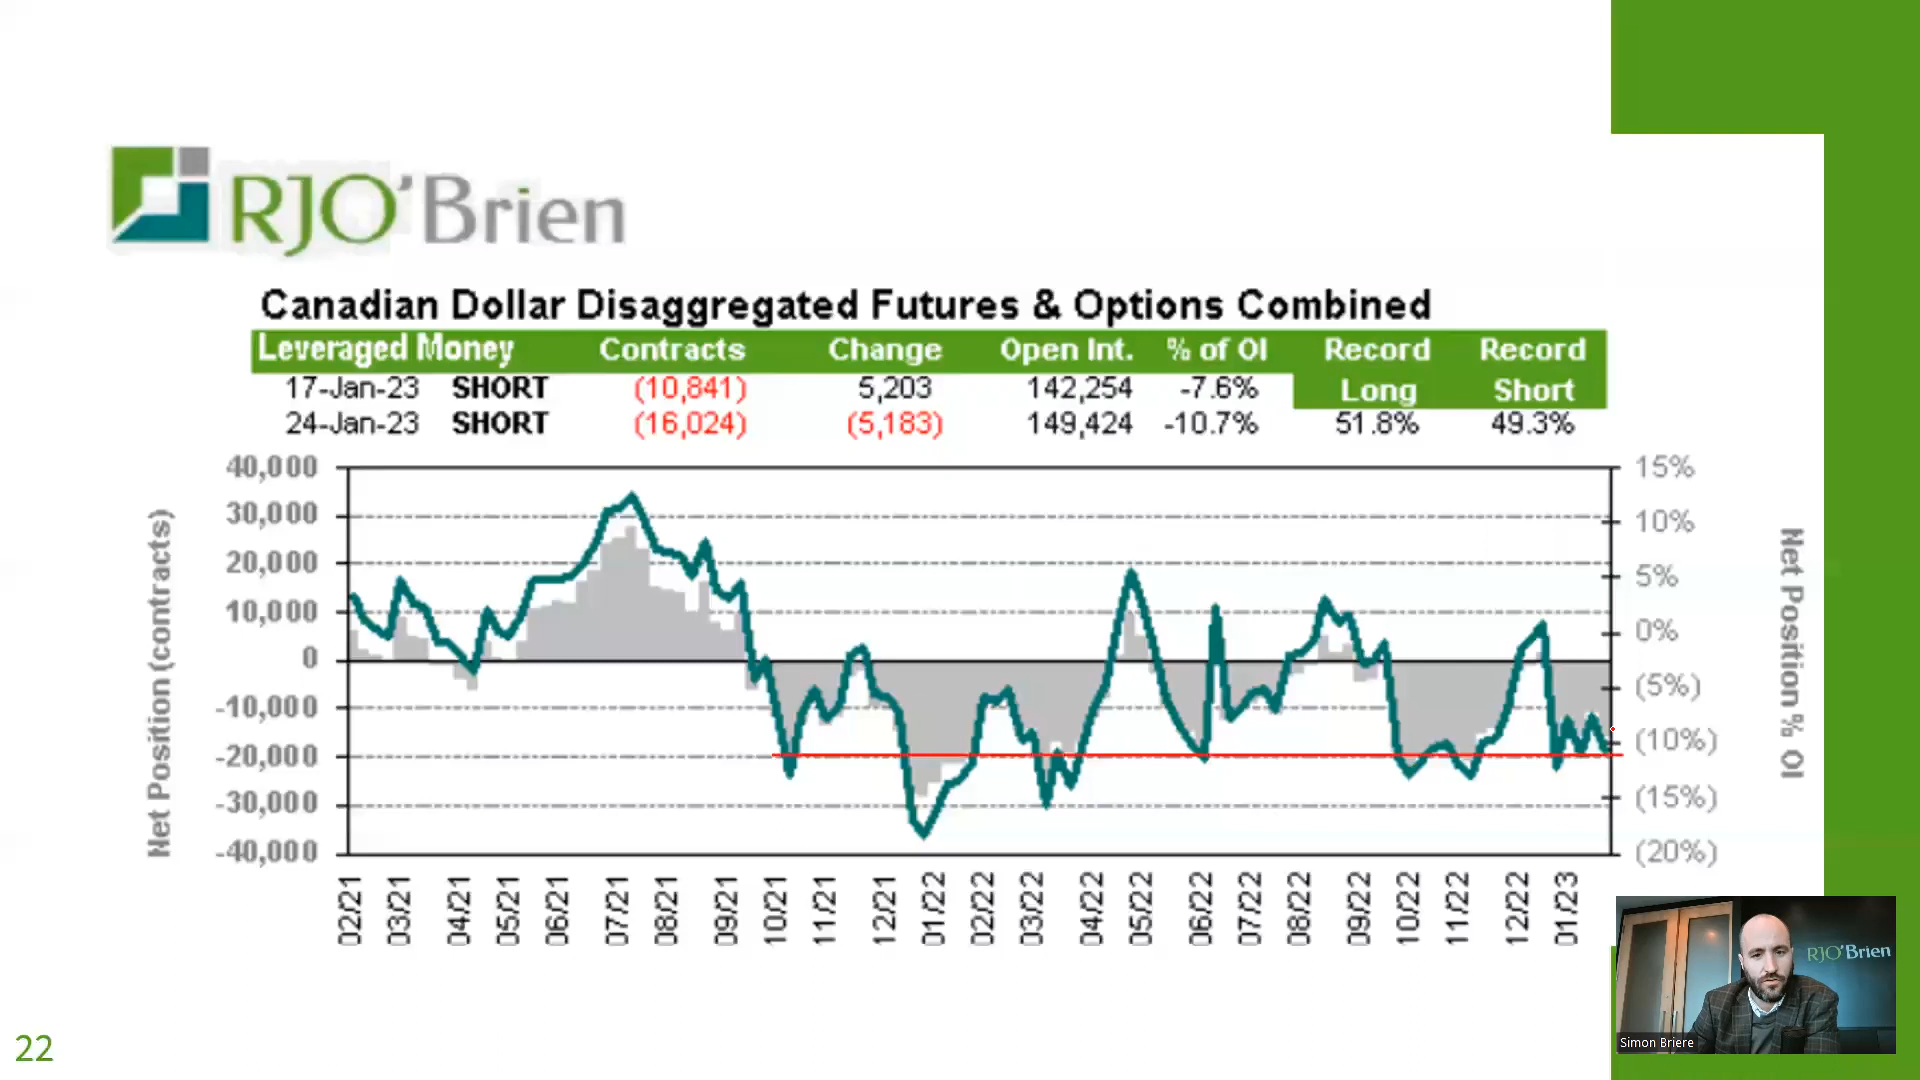 RJO'Brien
Canadian Dollar Disaggregated Futures & Options Combined
Leveraged Money Contracts Change Open Int. % of OI Record Long Record Short
17-Jan-23 SHORT (10,841) 5,203 142,254 -7.6%
24-Jan-23 SHORT (16,024) (5,183) 149,424 -10.7% 51.8% 49.3%
Net Position (contracts)
40,000
30,000
20,000
10,000
0
-10,000
-20,000
-30,000
-40,000
15%
10%
5%
0%
(5%)
(10%)
(15%)
(20%)
Net Position % OI
02/21 03/21 04/21 05/21 06/21 07/21 08/21 09/21 10/21 11/21 12/21 01/22 02/22 03/22 04/22 05/22 06/22 07/22 08/22 09/22 10/22 11/22 12/22 01/23
RJO'Brien
Simon Briere
22